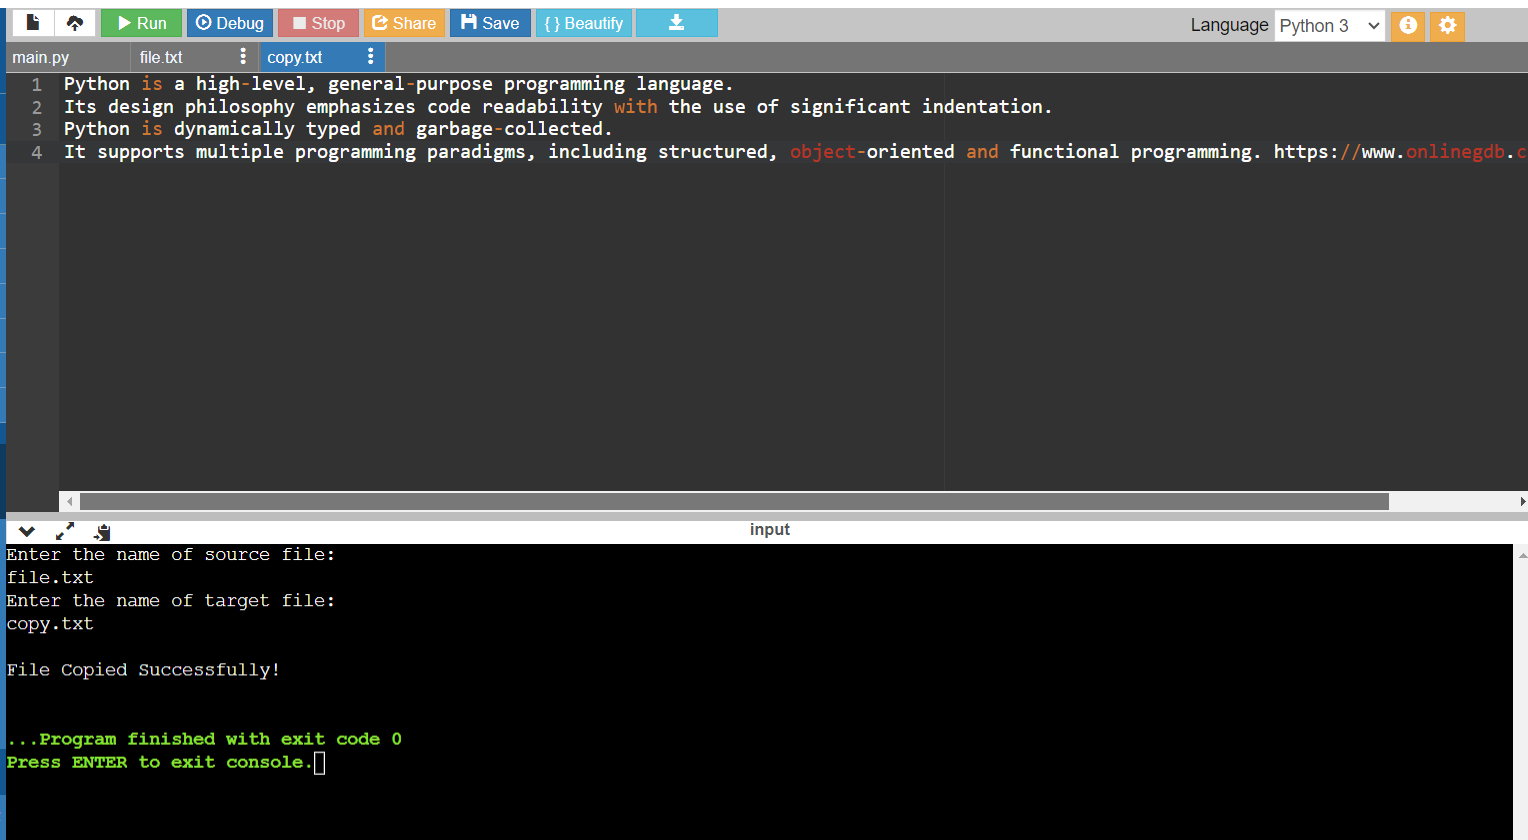 Run Debug Stop Share Save { } Beautify Language Python 3
main.py file.txt copy.txt
1 Python is a high-level, general-purpose programming language.
2 Its design philosophy emphasizes code readability with the use of significant indentation.
3 Python is dynamically typed and garbage-collected.
4 It supports multiple programming paradigms, including structured, object-oriented and functional programming. https://www.onlinegdb.c
input
Enter the name of source file:
file.txt
Enter the name of target file:
copy.txt
File Copied Successfully!
...Program finished with exit code 0
Press ENTER to exit console.